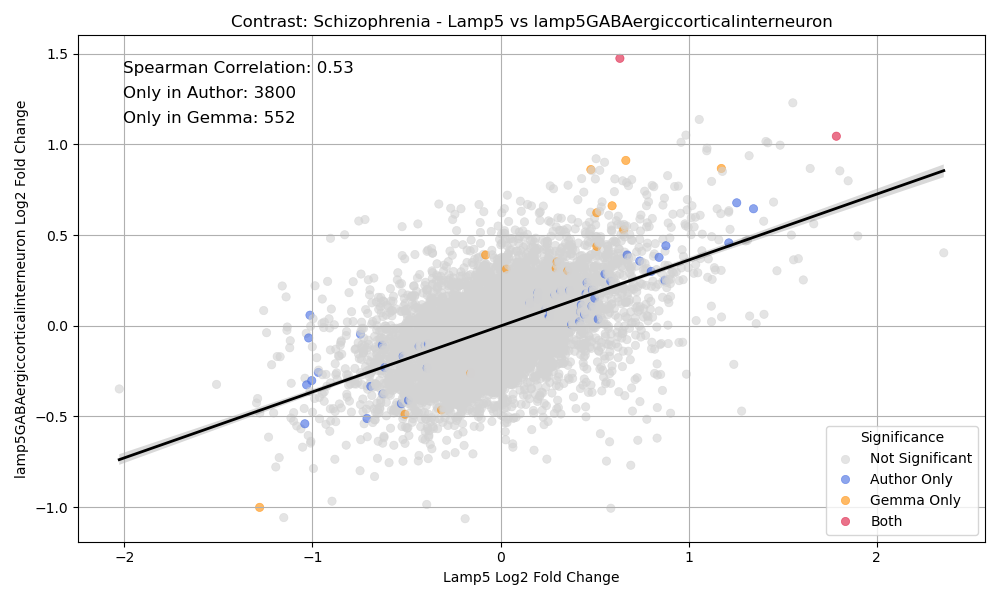 Contrast: Schizophrenia - Lamp5 vs lamp5GABAergiccorticalinterneuron
Spearman Correlation: 0.53
Only in Author: 3800
Only in Gemma: 552
lamp5GABAergiccorticalinterneuron Log2 Fold Change
1.5
1.0
0.5
0.0
−0.5
−1.0
Significance
Not Significant
Author Only
Gemma Only
Both
−2
−1
0
1
2
Lamp5 Log2 Fold Change